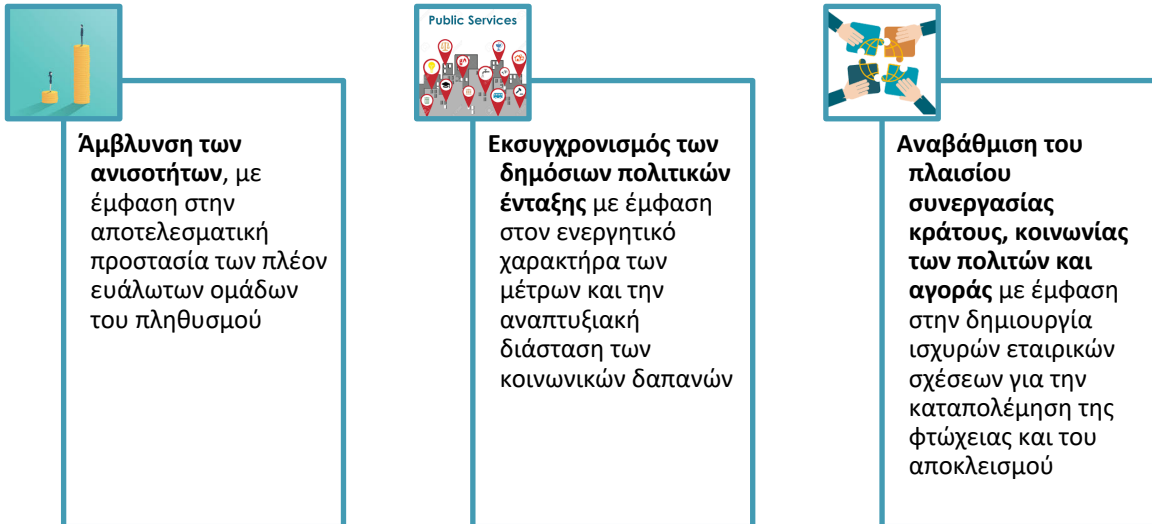 Άμβλυνση των
ανισοτήτων, με
έμφαση στην
αποτελεσματική
προστασία των πλέον
ευάλωτων ομάδων
του πληθυσμού
Public Services
Εκσυγχρονισμός των
δημόσιων πολιτικών
ένταξης με έμφαση
στον ενεργητικό
χαρακτήρα των
μέτρων και την
αναπτυξιακή
διάσταση των
κοινωνικών δαπανών
Αναβάθμιση του
πλαισίου
συνεργασίας
κράτους, κοινωνίας
των πολιτών και
αγοράς με έμφαση
στην δημιουργία
ισχυρών εταιρικών
σχέσεων για την
καταπολέμηση της
φτώχειας και του
αποκλεισμού